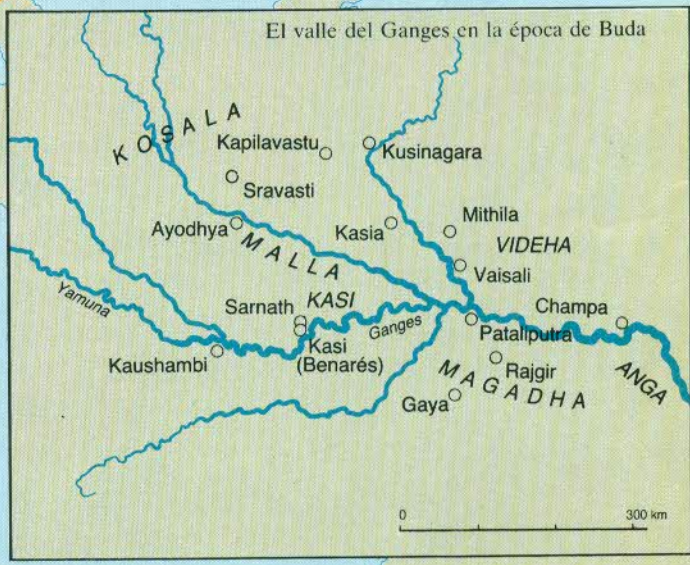 El valle del Ganges en la época de Buda
KOSALA
Kapilavastu
Kusinagara
Sravasti
Ayodhya
MALLA
Kasia
Mithila
VIDEHA
Vaisali
Yamuna
Sarnath
KASI
Ganges
Champa
Kaushambi
Kasi
(Benarés)
Pataliputra
Rajgir
MAGADHA
ANGA
Gaya
0
300 km